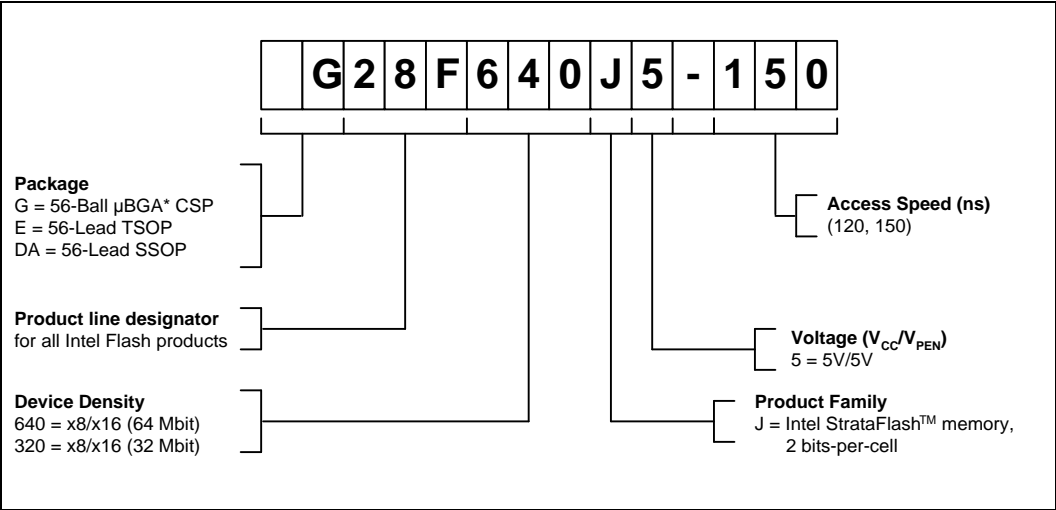 G28F640J5-150
Package
G = 56-Ball µBGA* CSP
E = 56-Lead TSOP
DA = 56-Lead SSOP
Product line designator
for all Intel Flash products
Device Density
640 = x8/x16 (64 Mbit)
320 = x8/x16 (32 Mbit)
Access Speed (ns)
(120, 150)
Voltage (VCC/VPEN)
5 = 5V/5V
Product Family
J = Intel StrataFlash™ memory,
2 bits-per-cell